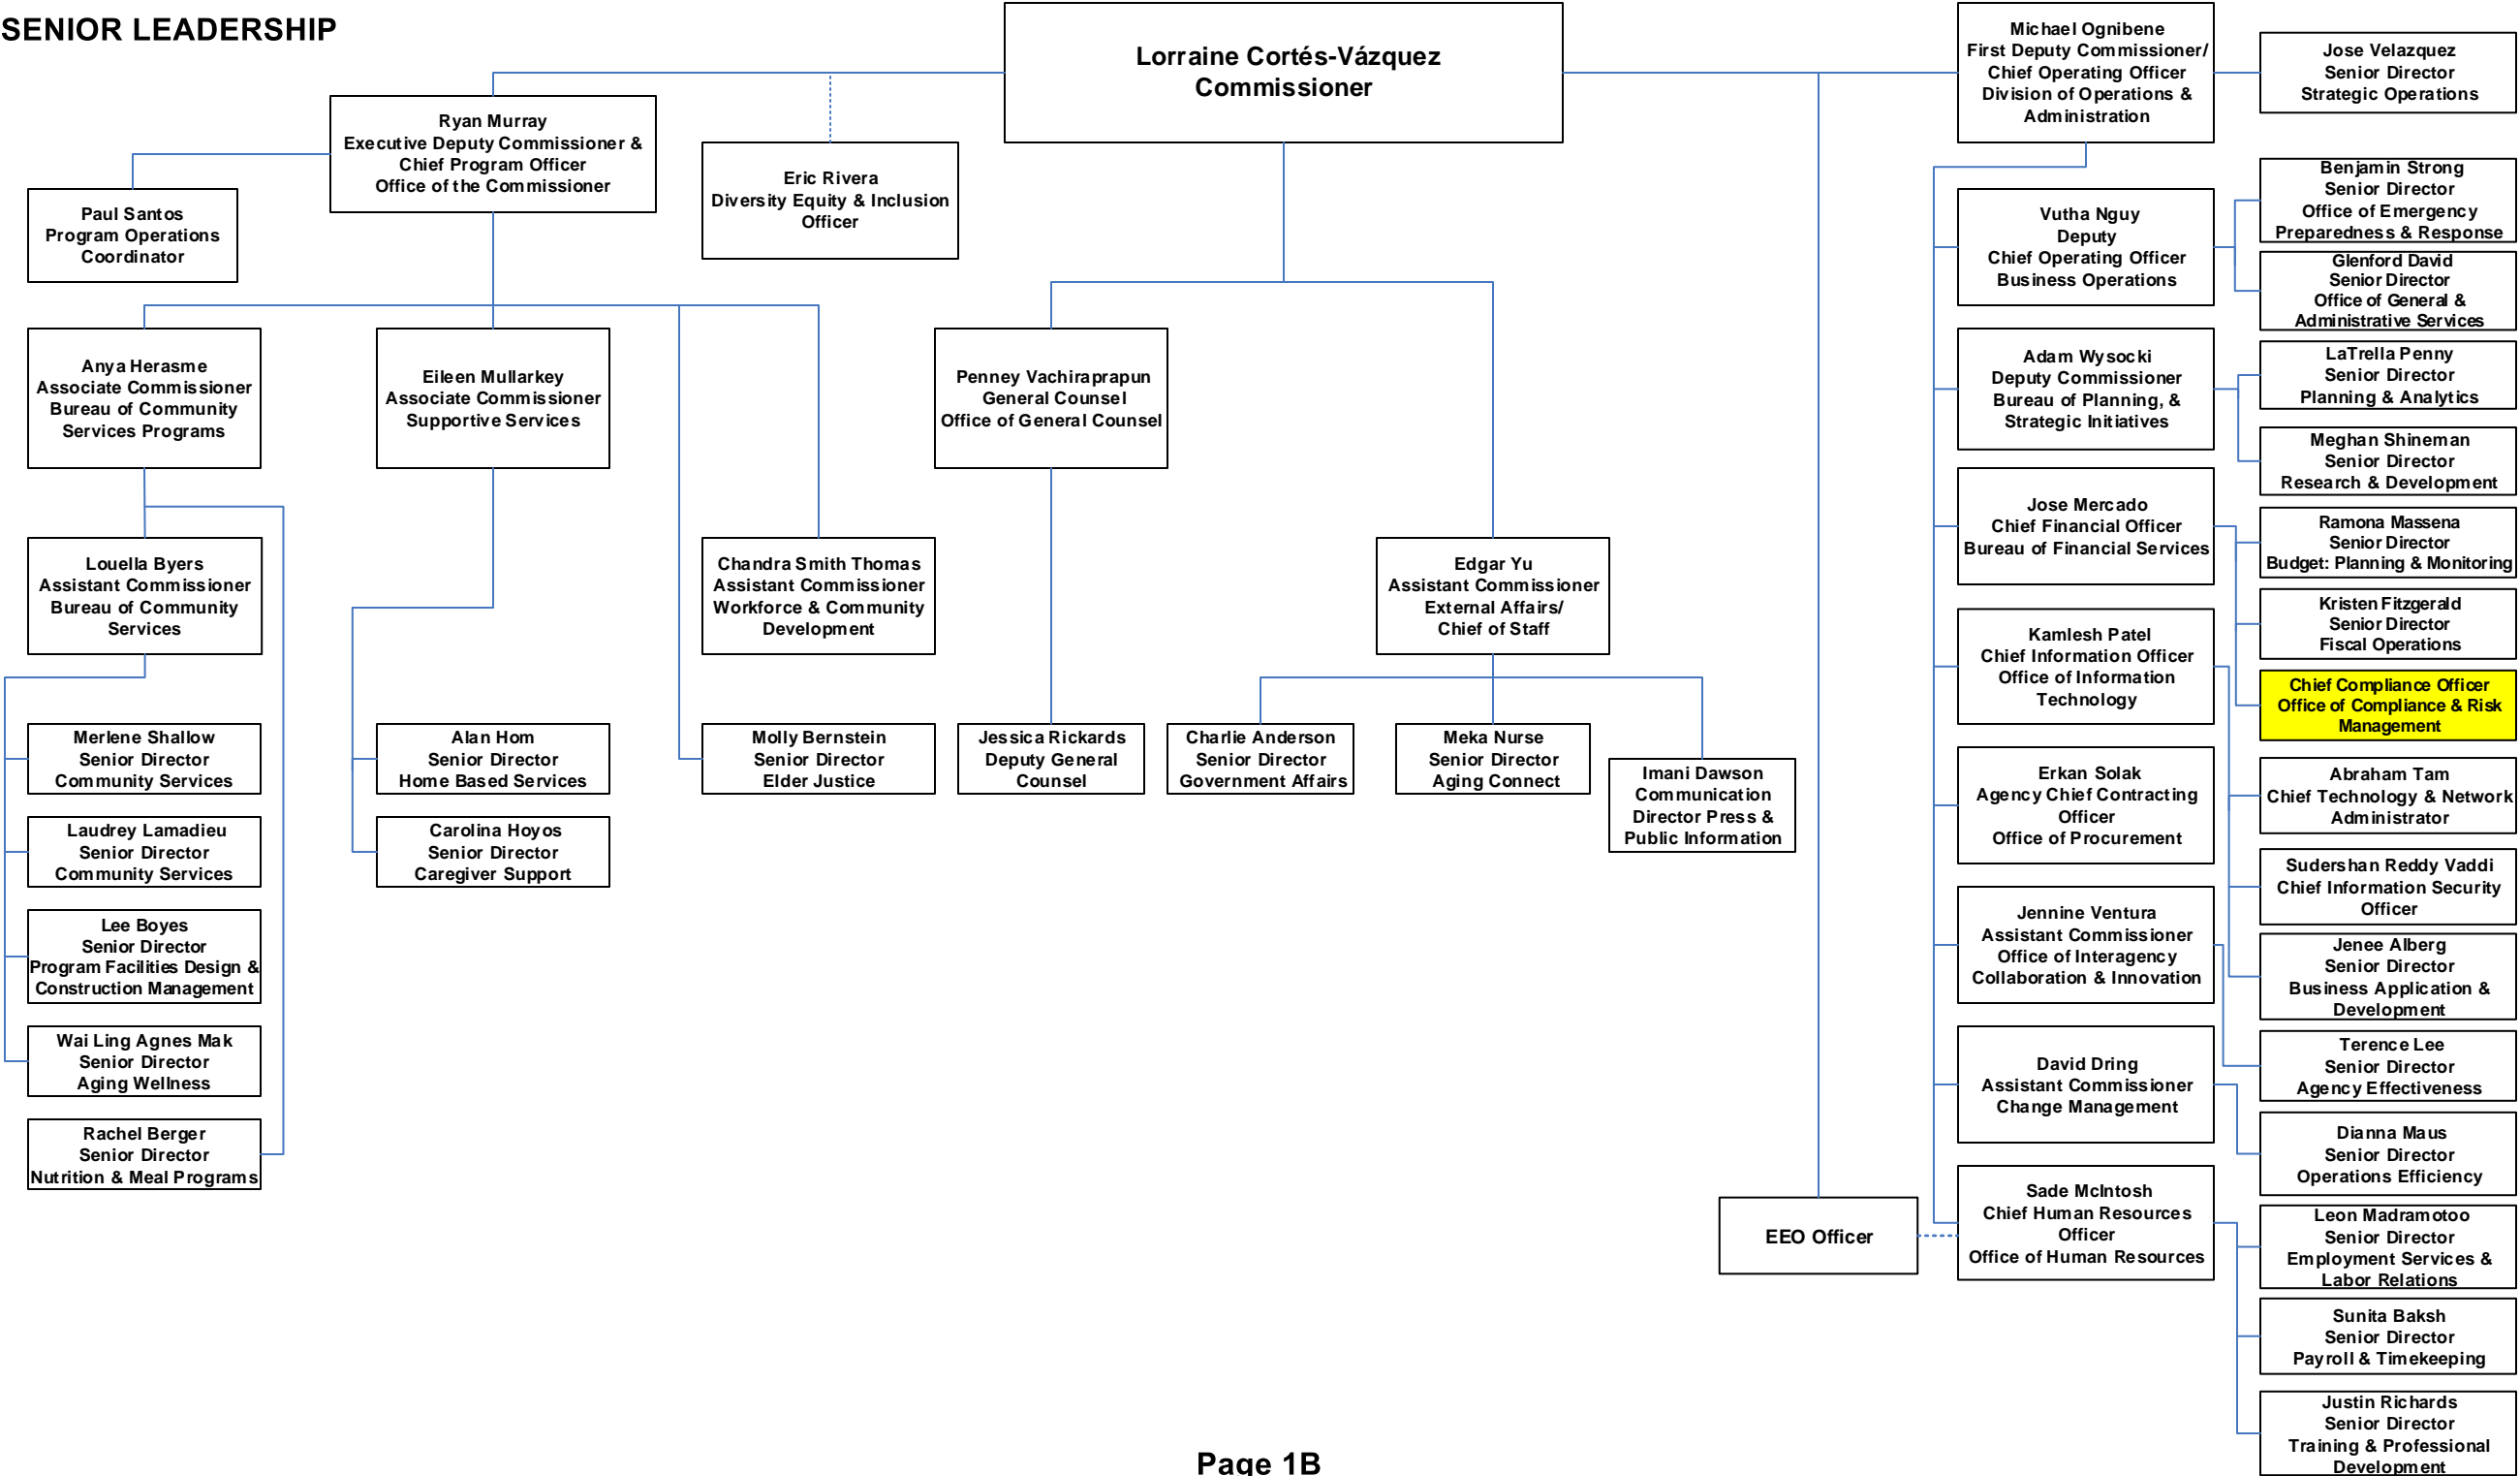 SENIOR LEADERSHIP
Lorraine Cortés-Vázquez
Commissioner
Michael Ognibene
First Deputy Commissioner/
Chief Operating Officer
Division of Operations &
Administration
Jose Velazquez
Senior Director
Strategic Operations
Ryan Murray
Executive Deputy Commissioner &
Chief Program Officer
Office of the Commissioner
Eric Rivera
Diversity Equity & Inclusion
Officer
Paul Santos
Program Operations
Coordinator
Anya Herasme
Associate Commissioner
Bureau of Community
Services Programs
Eileen Mullarkey
Associate Commissioner
Supportive Services
Penney Vachiraprapun
General Counsel
Office of General Counsel
Louella Byers
Assistant Commissioner
Bureau of Community
Services
Chandra Smith Thomas
Assistant Commissioner
Workforce & Community
Development
Edgar Yu
Assistant Commissioner
External Affairs/
Chief of Staff
Merlene Shallow
Senior Director
Community Services
Laudrey Lamadieu
Senior Director
Community Services
Lee Boyes
Senior Director
Program Facilities Design &
Construction Management
Wai Ling Agnes Mak
Senior Director
Aging Wellness
Rachel Berger
Senior Director
Nutrition & Meal Programs
Alan Hom
Senior Director
Home Based Services
Carolina Hoyos
Senior Director
Caregiver Support
Molly Bernstein
Senior Director
Elder Justice
Jessica Rickards
Deputy General
Counsel
Charlie Anderson
Senior Director
Government Affairs
Meka Nurse
Senior Director
Aging Connect
Imani Dawson
Communication
Director Press &
Public Information
EEO Officer
Vutha Nguy
Deputy
Chief Operating Officer
Business Operations
Benjamin Strong
Senior Director
Office of Emergency
Preparedness & Response
Glenford David
Senior Director
Office of General &
Administrative Services
Adam Wysocki
Deputy Commissioner
Bureau of Planning, &
Strategic Initiatives
LaTrella Penny
Senior Director
Planning & Analytics
Meghan Shineman
Senior Director
Research & Development
Jose Mercado
Chief Financial Officer
Bureau of Financial Services
Ramona Massena
Senior Director
Budget: Planning & Monitoring
Kristen Fitzgerald
Senior Director
Fiscal Operations
Chief Compliance Officer
Office of Compliance & Risk
Management
Kamlesh Patel
Chief Information Officer
Office of Information
Technology
Abraham Tam
Chief Technology & Network
Administrator
Sudershan Reddy Vaddi
Chief Information Security
Officer
Jenee Alberg
Senior Director
Business Application &
Development
Erkan Solak
Agency Chief Contracting
Officer
Office of Procurement
Jennine Ventura
Assistant Commissioner
Office of Interagency
Collaboration & Innovation
Terence Lee
Senior Director
Agency Effectiveness
David Dring
Assistant Commissioner
Change Management
Dianna Maus
Senior Director
Operations Efficiency
Sade McIntosh
Chief Human Resources
Officer
Office of Human Resources
Leon Madramotoo
Senior Director
Employment Services &
Labor Relations
Sunita Baksh
Senior Director
Payroll & Timekeeping
Justin Richards
Senior Director
Training & Professional
Development
Page 1B